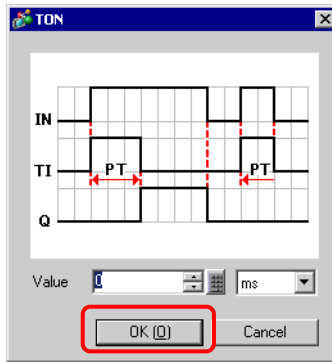 TON
IN
TI PT PT
Q
Value 0 ms
OK (O) Cancel